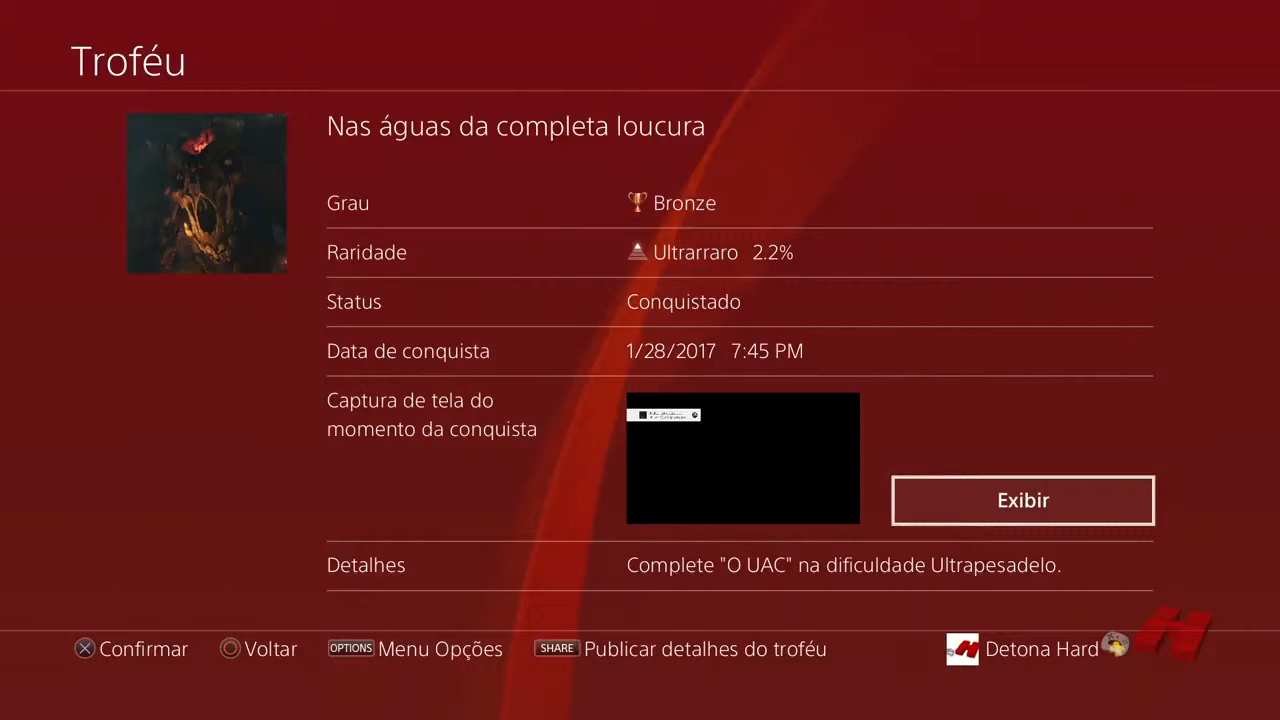 Troféu
Nas águas da completa loucura
Grau Bronze
Raridade Ultrarraro 2.2%
Status Conquistado
Data de conquista 1/28/2017 7:45 PM
Captura de tela do
momento da conquista
Exibir
Detalhes Complete "O UAC" na dificuldade Ultrapesadelo.
Confirmar Voltar OPTIONS Menu Opções SHARE Publicar detalhes do troféu Detona Hard